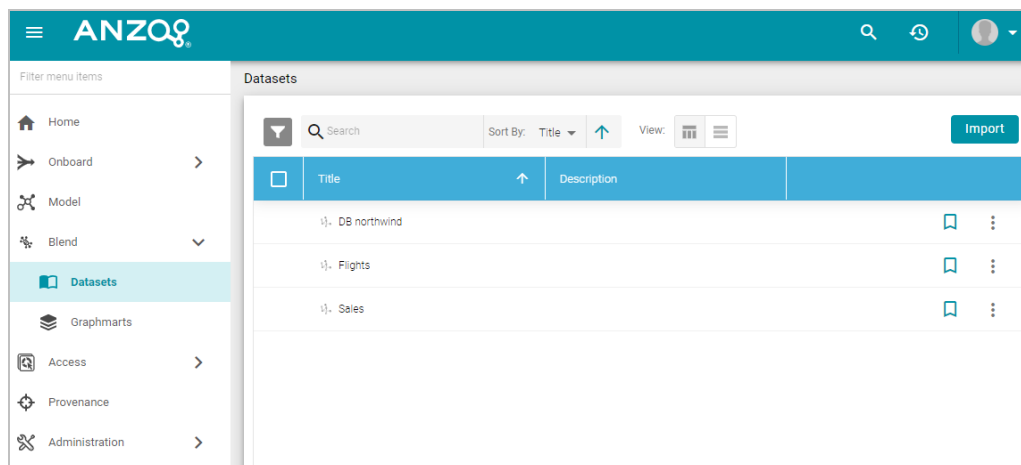 ANZO®
Filter menu items
Home
Onboard
Model
Blend
Datasets
Graphmarts
Access
Provenance
Administration
Datasets
Search
Sort By: Title
View:
Import
Title
Description
DB northwind
Flights
Sales